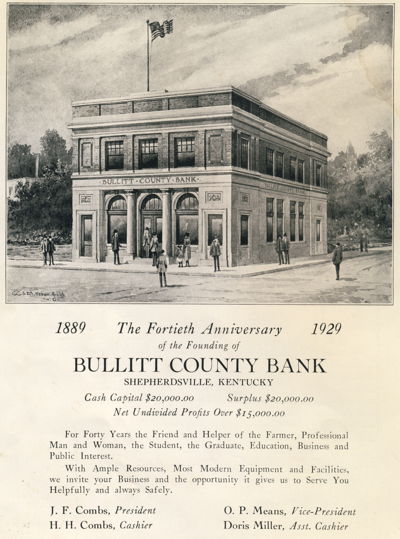 BULLITT·COUNTY·BANK
1889 The Fortieth Anniversary 1929
of the Founding of
BULLITT COUNTY BANK
SHEPHERDSVILLE, KENTUCKY
Cash Capital $20,000.00 Surplus $20,000.00
Net Undivided Profits Over $15,000.00
For Forty Years the Friend and Helper of the Farmer, Professional
Man and Woman, the Student, the Graduate, Education, Business and
Public Interest.
With Ample Resources, Most Modern Equipment and Facilities,
we invite your Business and the opportunity it gives us to Serve You
Helpfully and always Safely.
J. F. Combs, President O. P. Means, Vice-President
H. H. Combs, Cashier Doris Miller, Asst. Cashier